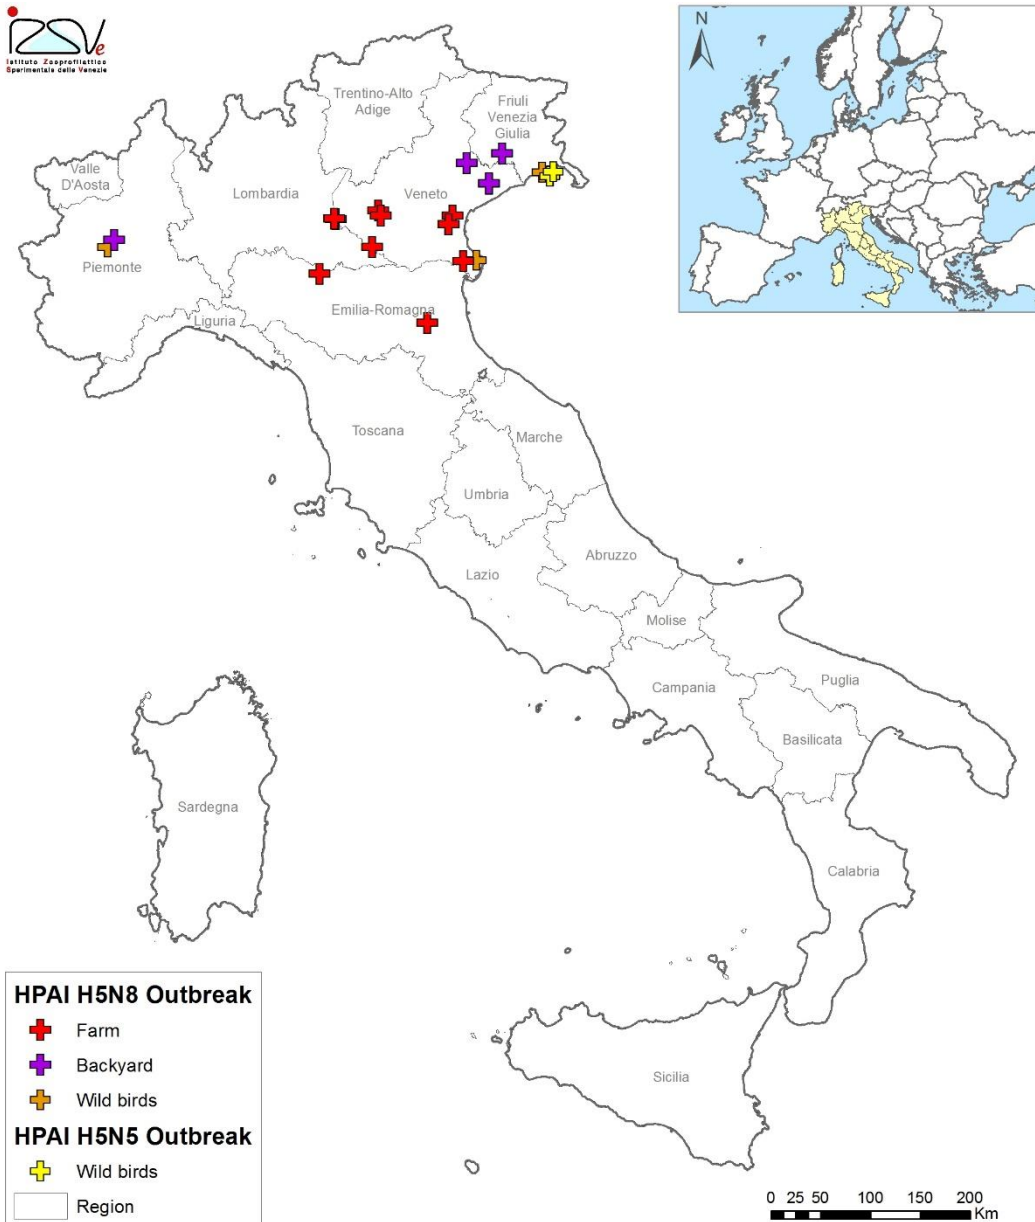 IZSVe
Istituto Zooprofilattico
Sperimentale delle Venezie
N
Trentino-Alto
Adige
Friuli
Venezia
Giulia
Valle
D'Aosta
Lombardia
Veneto
Piemonte
Emilia-Romagna
Liguria
Toscana
Marche
Umbria
Abruzzo
Lazio
Molise
Campania
Puglia
Basilicata
Sardegna
Calabria
Sicilia
HPAI H5N8 Outbreak
Farm
Backyard
Wild birds
HPAI H5N5 Outbreak
Wild birds
Region
0 25 50 100 150 200
Km